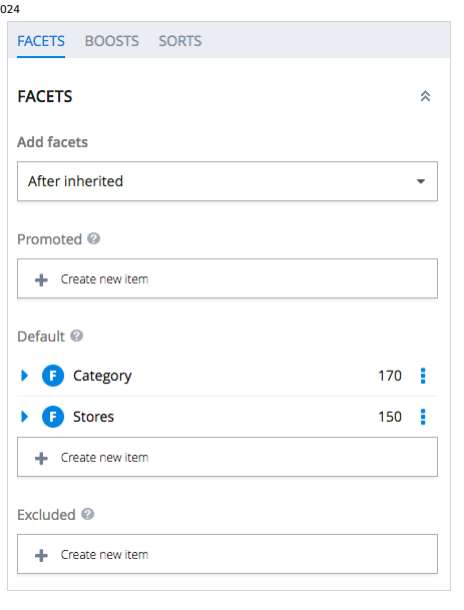 024
FACETS BOOSTS SORTS
FACETS
Add facets
After inherited
Promoted ?
Create new item
Default ?
F Category 170
F Stores 150
Create new item
Excluded ?
Create new item